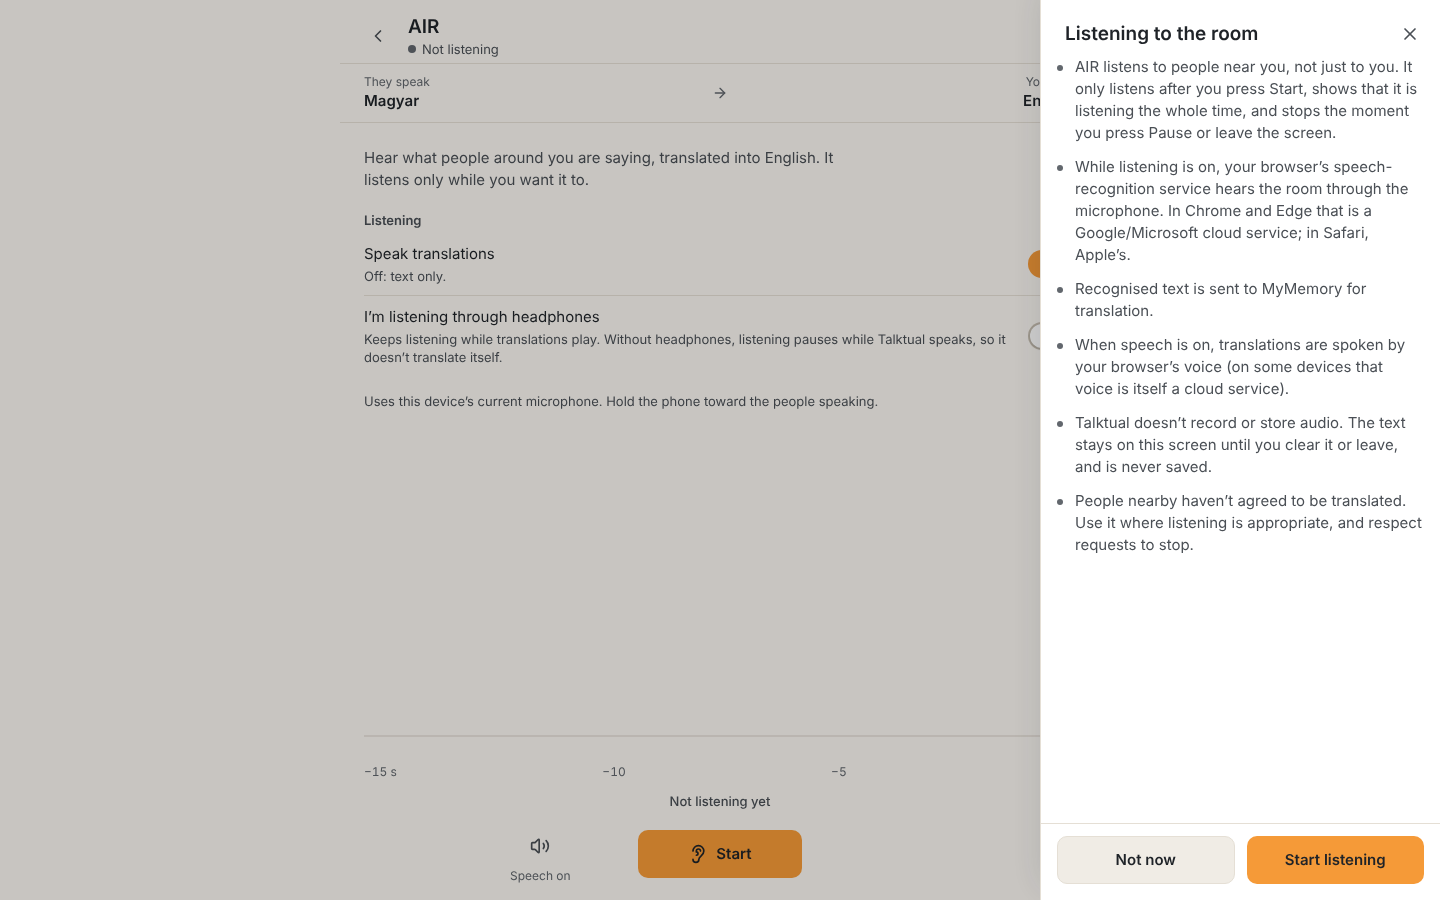 AIR
Not listening
They speak
Magyar
Hear what people around you are saying, translated into English. It
listens only while you want it to.
Listening
Speak translations
Off: text only.
I’m listening through headphones
Keeps listening while translations play. Without headphones, listening pauses while Talktual speaks, so it
doesn’t translate itself.
Uses this device’s current microphone. Hold the phone toward the people speaking.
−15 s
−10
−5
Not listening yet
Speech on
Start
Listening to the room
AIR listens to people near you, not just to you. It
only listens after you press Start, shows that it is
listening the whole time, and stops the moment
you press Pause or leave the screen.
While listening is on, your browser’s speech-
recognition service hears the room through the
microphone. In Chrome and Edge that is a
Google/Microsoft cloud service; in Safari,
Apple’s.
Recognised text is sent to MyMemory for
translation.
When speech is on, translations are spoken by
your browser’s voice (on some devices that
voice is itself a cloud service).
Talktual doesn’t record or store audio. The text
stays on this screen until you clear it or leave,
and is never saved.
People nearby haven’t agreed to be translated.
Use it where listening is appropriate, and respect
requests to stop.
Not now
Start listening